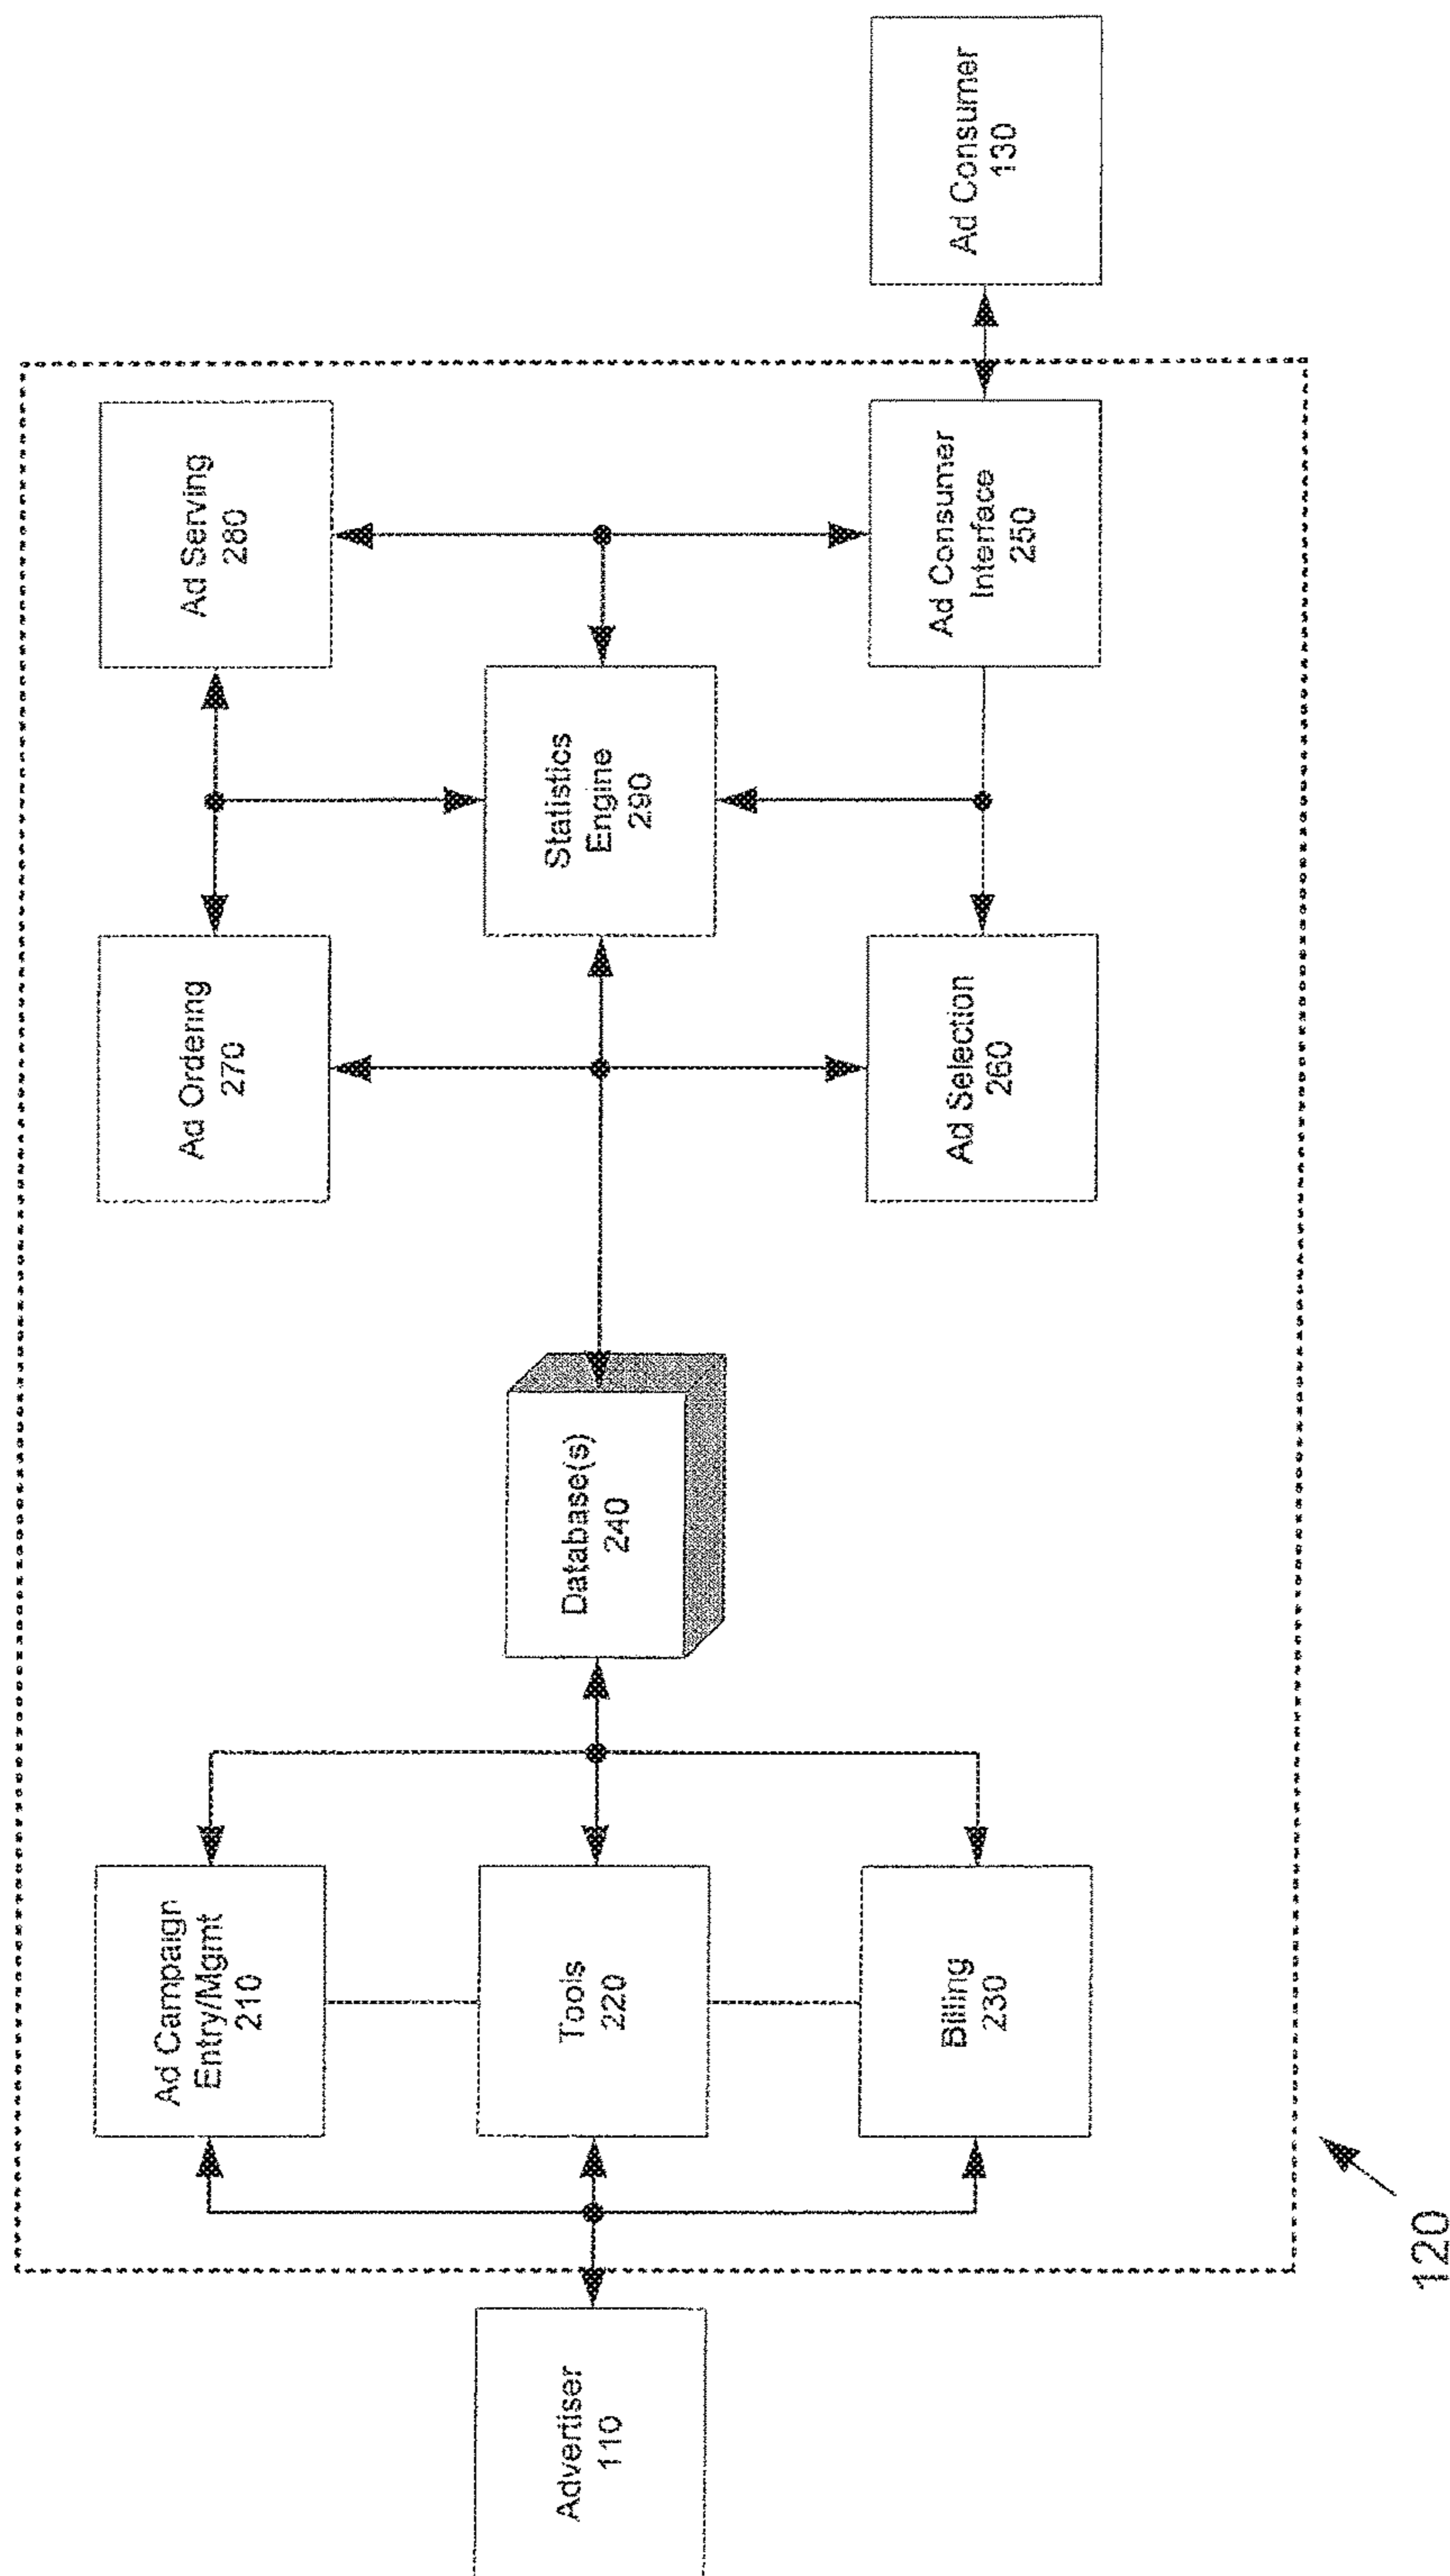 Advertiser
110
Ad Campaign
Entry/Mgmt
210
Tools
220
Billing
230
Database(s)
240
Ad Ordering
270
Ad Serving
280
Statistics
Engine
290
Ad Selection
260
Ad Consumer
Interface
250
Ad Consumer
130
120